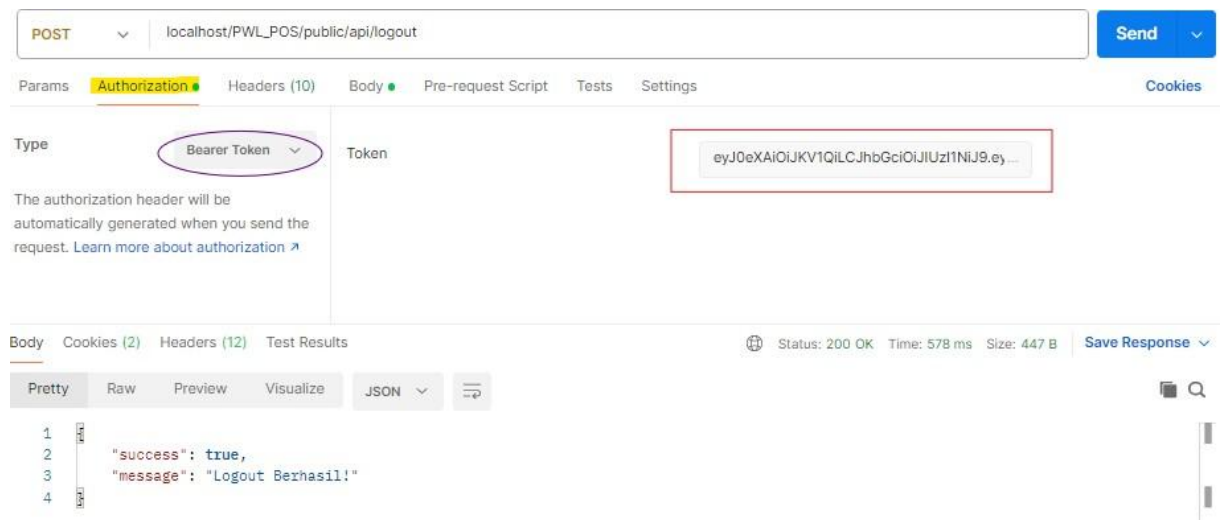 POST localhost/PWL_POS/public/api/logout Send
Params Authorization Headers (10) Body Pre-request Script Tests Settings Cookies
Type Bearer Token Token eyJ0eXAiOiJKV1QiLCJhbGciOiJIUzI1NiJ9.ey...
The authorization header will be
automatically generated when you send the
request. Learn more about authorization ↗
Body Cookies (2) Headers (12) Test Results Status: 200 OK Time: 578 ms Size: 447 B Save Response
Pretty Raw Preview Visualize JSON
1 {
2 "success": true,
3 "message": "Logout Berhasil!"
4 }